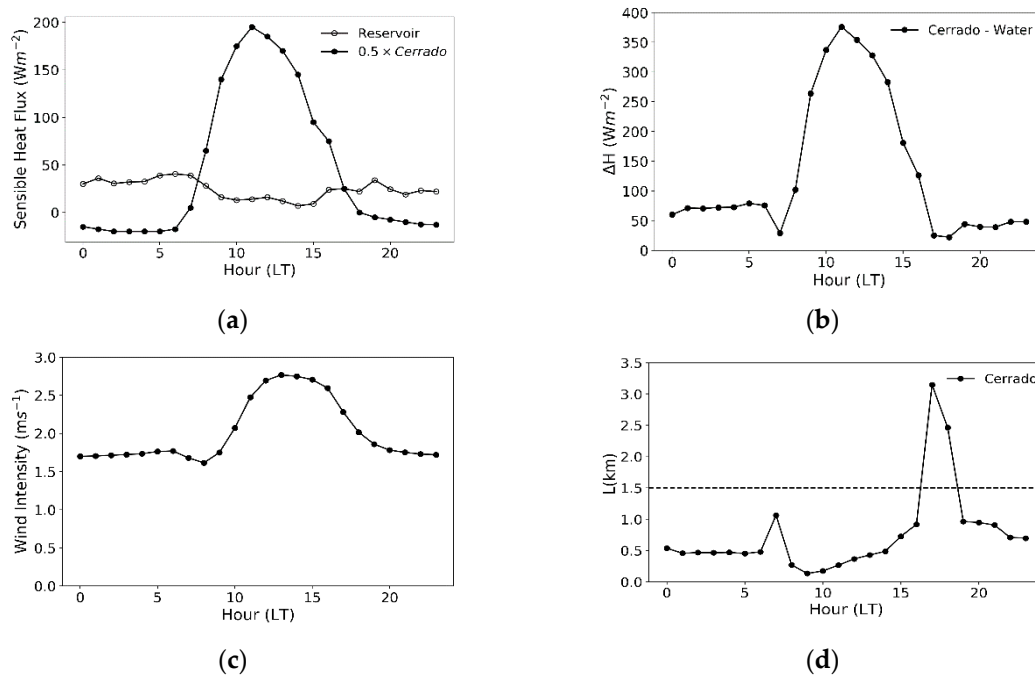 200
150
100
50
0
Sensible Heat Flux (Wm⁻²)
Reservoir
0.5 × Cerrado
0 5 10 15 20
Hour (LT)
(a)
400
350
300
250
200
150
100
50
0
ΔH (Wm⁻²)
Cerrado - Water
0 5 10 15 20
Hour (LT)
(b)
3.0
2.5
2.0
1.5
1.0
0.5
0.0
Wind Intensity (ms⁻¹)
0 5 10 15 20
Hour (LT)
(c)
3.5
3.0
2.5
2.0
1.5
1.0
0.5
0.0
L(km)
Cerrado
0 5 10 15 20
Hour (LT)
(d)